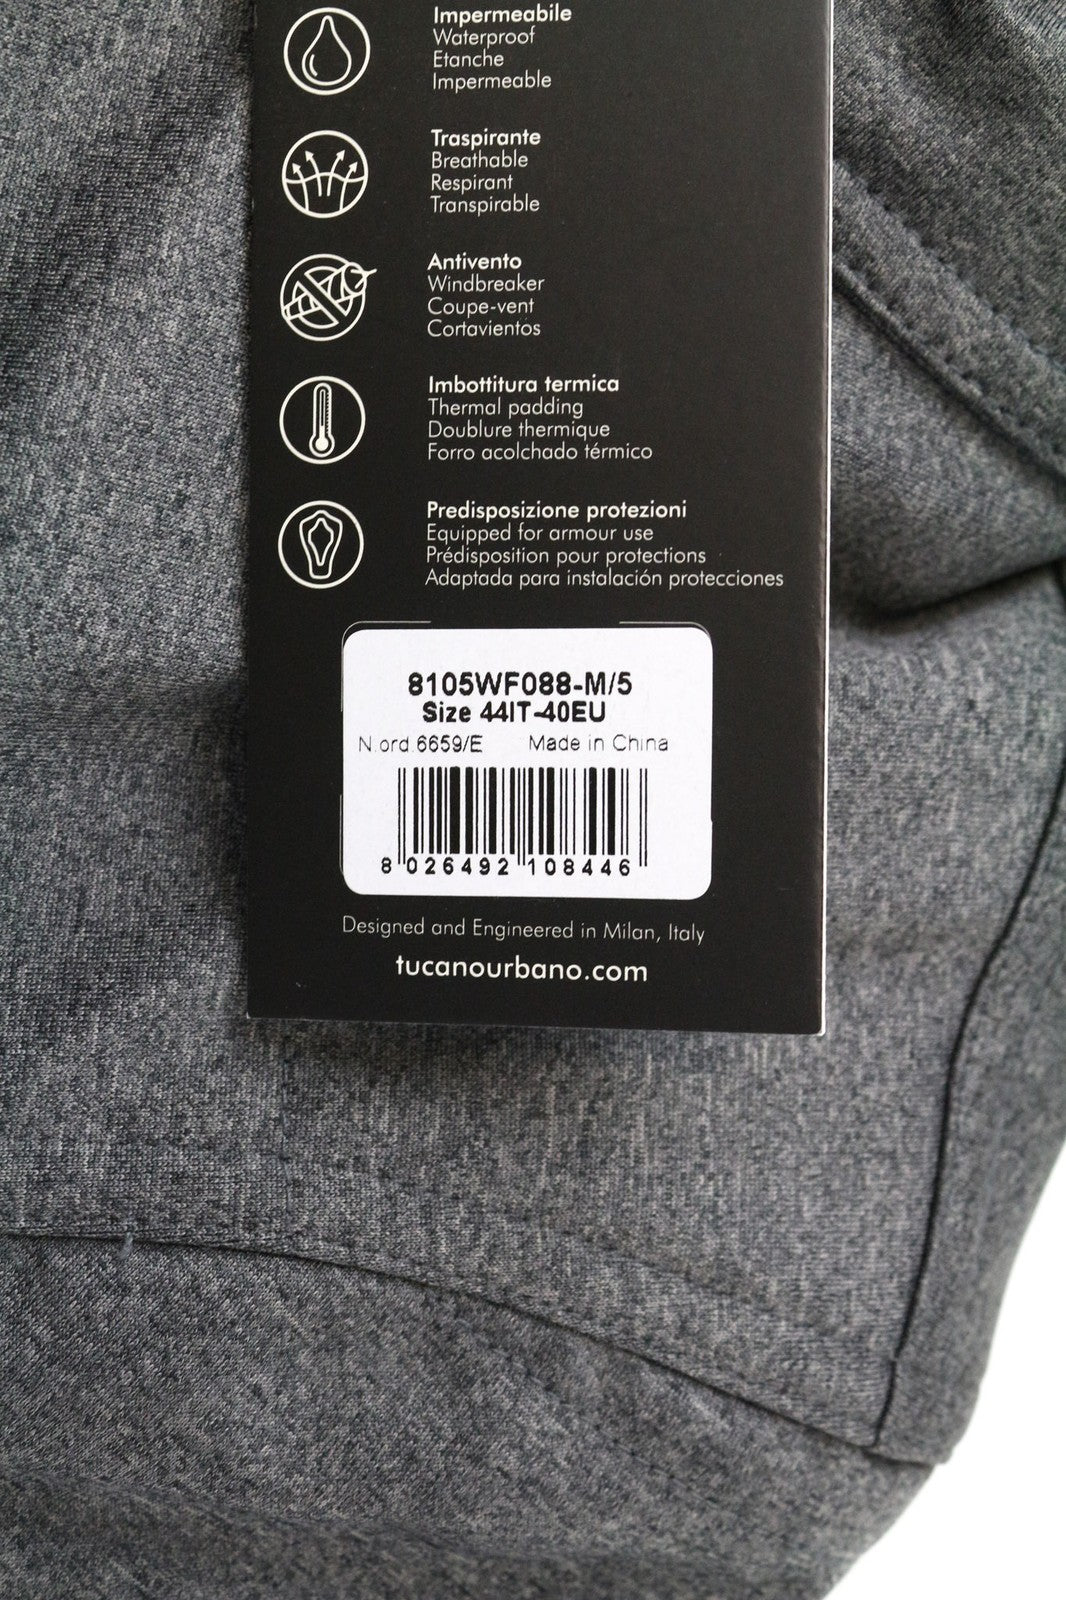 Impermeabile
Waterproof
Etanche
Impermeable
Traspirante
Breathable
Respirant
Transpirable
Antivento
Windbreaker
Coupe-vent
Cortavientos
Imbottitura termica
Thermal padding
Doublure thermique
Forro acolchado térmico
Predisposizione protezioni
Equipped for armour use
Prédisposition pour protections
Adaptada para instalación protecciones
8105WF088-M/5
Size 44IT-40EU
N.ord.6659/E Made in China
8 026492 108446
Designed and Engineered in Milan, Italy
tucanourbano.com